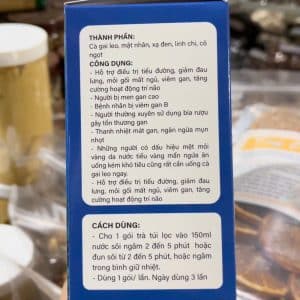 THÀNH PHẦN:
Cà gai leo, mật nhân, xạ đen, linh chi, cỏ
ngọt
CÔNG DỤNG:
- Hỗ trợ điều trị tiểu đường, giảm đau
lưng, mỏi gối mất ngủ, viêm gan, tăng
cường hoạt động trí não
- Người bị men gan cao
- Bệnh nhân bị viêm gan B
- Người thường xuyên sử dụng bia rượu
gây tổn thương gan
- Thanh nhiệt mát gan, ngăn ngừa mụn
nhọt
- Những người có dấu hiệu mệt mỏi
vàng da nước tiểu vàng mẩn ngứa ăn
uống kém khó tiêu cũng rất cần uống cà
gai leo ngay.
- Hỗ trợ điều trị tiểu đường, giảm đau
lưng, mỏi gối mất ngủ, viêm gan, tăng
cường hoạt động trí não
CÁCH DÙNG:
- Cho 1 gói trà túi lọc vào 150ml
nước sôi ngâm 2 đến 5 phút hoặc
đun sôi từ 2 đến 5 phút, hoặc ngâm
trong bình giữ nhiệt.
- Dùng 1 gói/ lần. Ngày dùng 3 lần